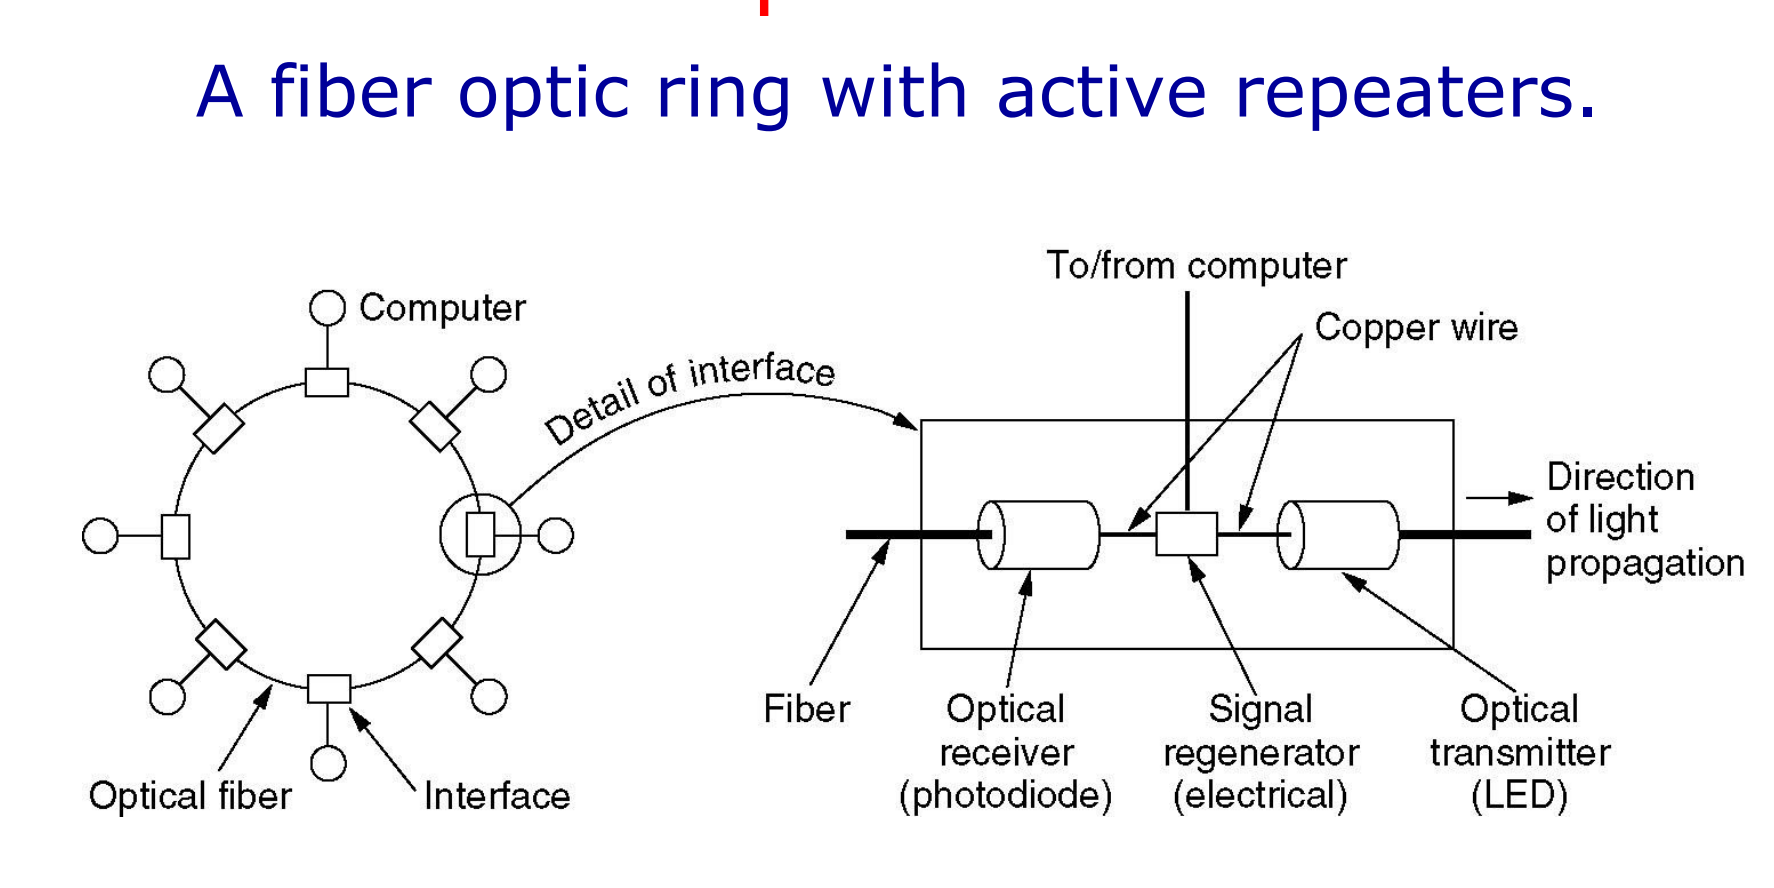 A fiber optic ring with active repeaters.
To/from computer
Computer
Copper wire
Detail of interface
Direction
of light
propagation
Fiber
Optical
receiver
(photodiode)
Signal
regenerator
(electrical)
Optical
transmitter
(LED)
Optical fiber
Interface